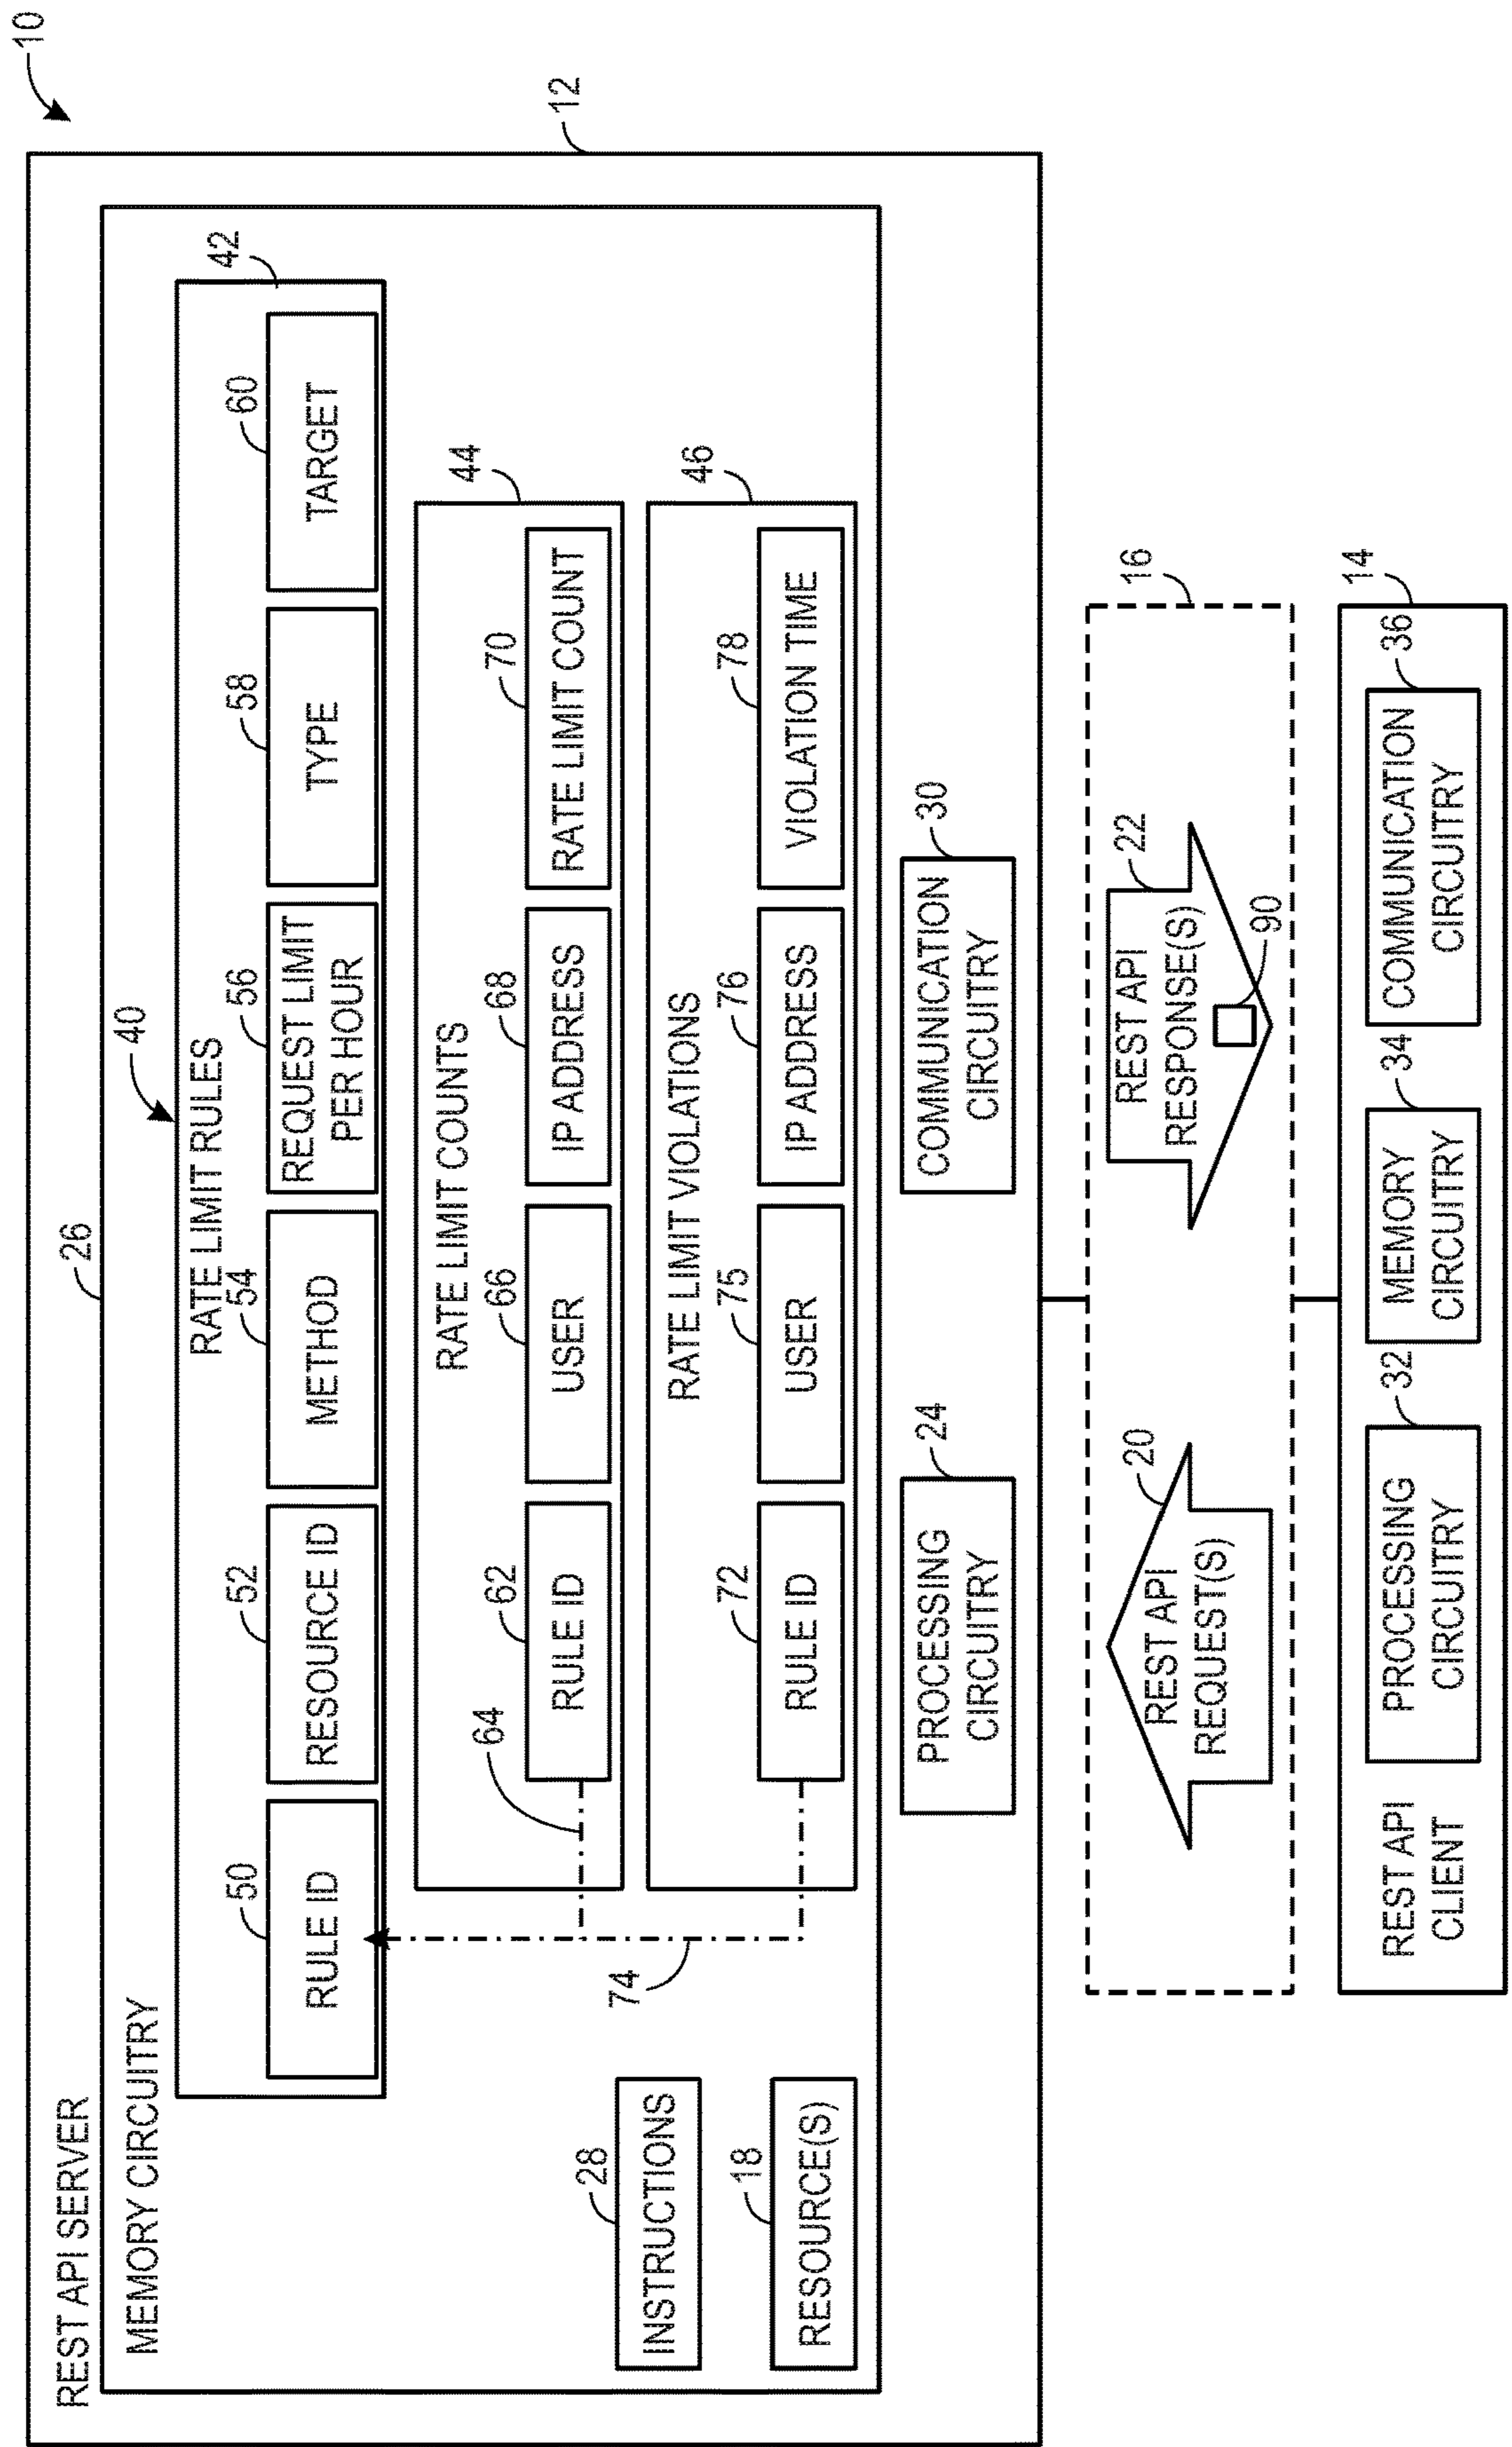 10
REST API SERVER
12
MEMORY CIRCUITRY
26
40
RATE LIMIT RULES
42
50
52
54
56
58
60
RULE ID
RESOURCE ID
METHOD
REQUEST LIMIT
PER HOUR
TYPE
TARGET
RATE LIMIT COUNTS
44
64
62
66
68
70
RULE ID
USER
IP ADDRESS
RATE LIMIT COUNT
RATE LIMIT VIOLATIONS
46
74
72
75
76
78
RULE ID
USER
IP ADDRESS
VIOLATION TIME
28
INSTRUCTIONS
18
RESOURCE(S)
24
PROCESSING
CIRCUITRY
30
COMMUNICATION
CIRCUITRY
16
20
REST API
REQUEST(S)
22
REST API
RESPONSE(S)
90
14
REST API
CLIENT
32
PROCESSING
CIRCUITRY
34
MEMORY
CIRCUITRY
36
COMMUNICATION
CIRCUITRY